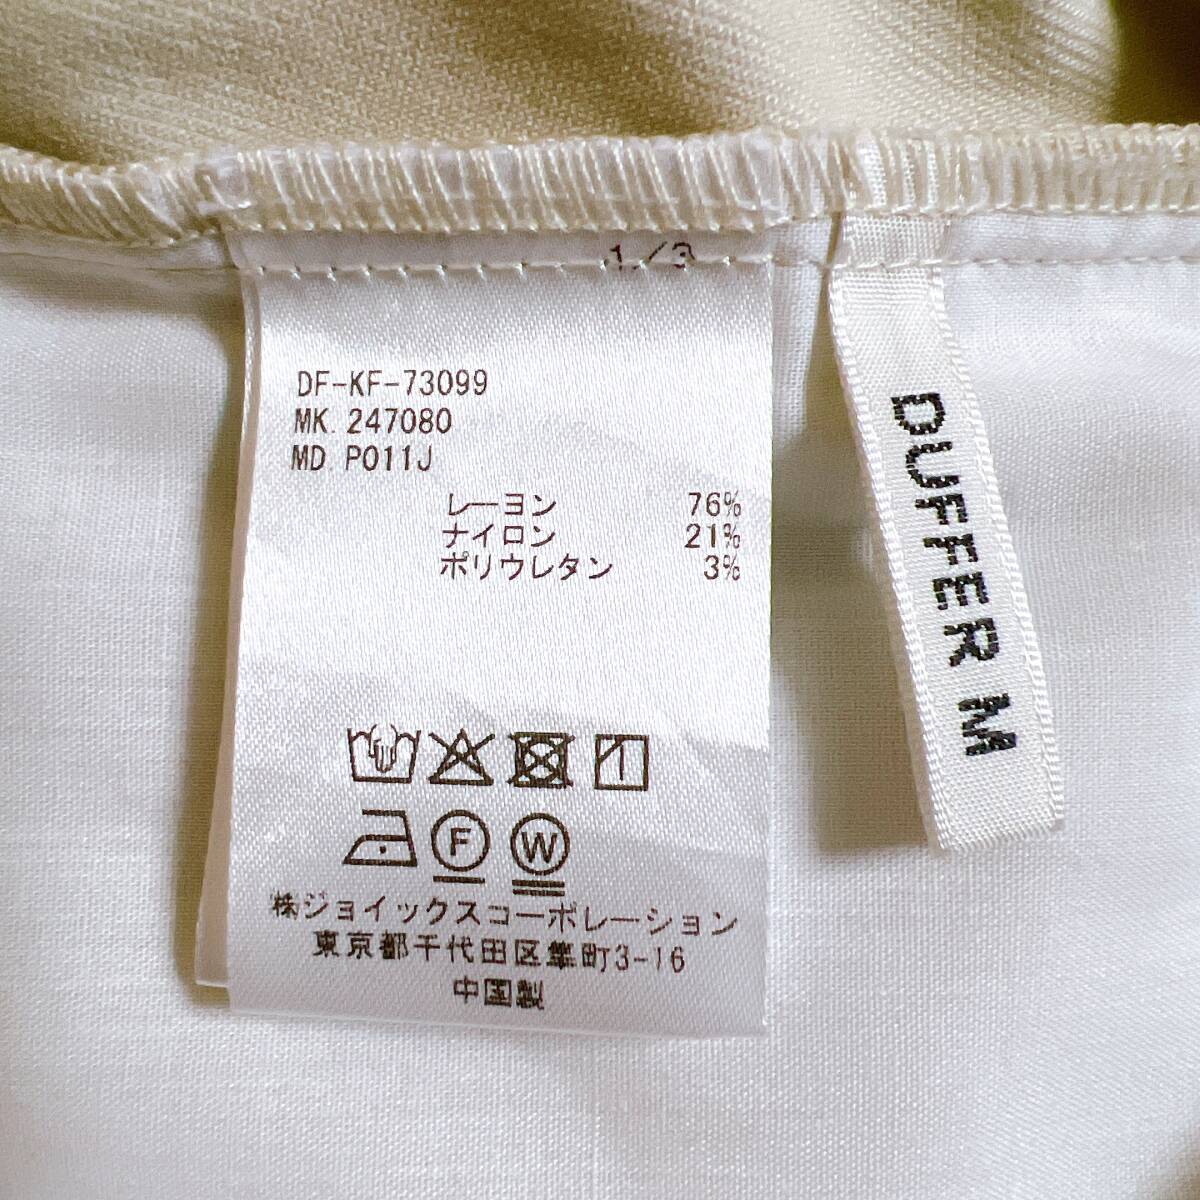 1/3
DF-KF-73099
MK 247080
MD P011J
レーヨン 76%
ナイロン 21%
ポリウレタン 3%
F
W
㈱ジョイックスコーポレーション
東京都千代田区隼町3-16
中国製
DUFFER M